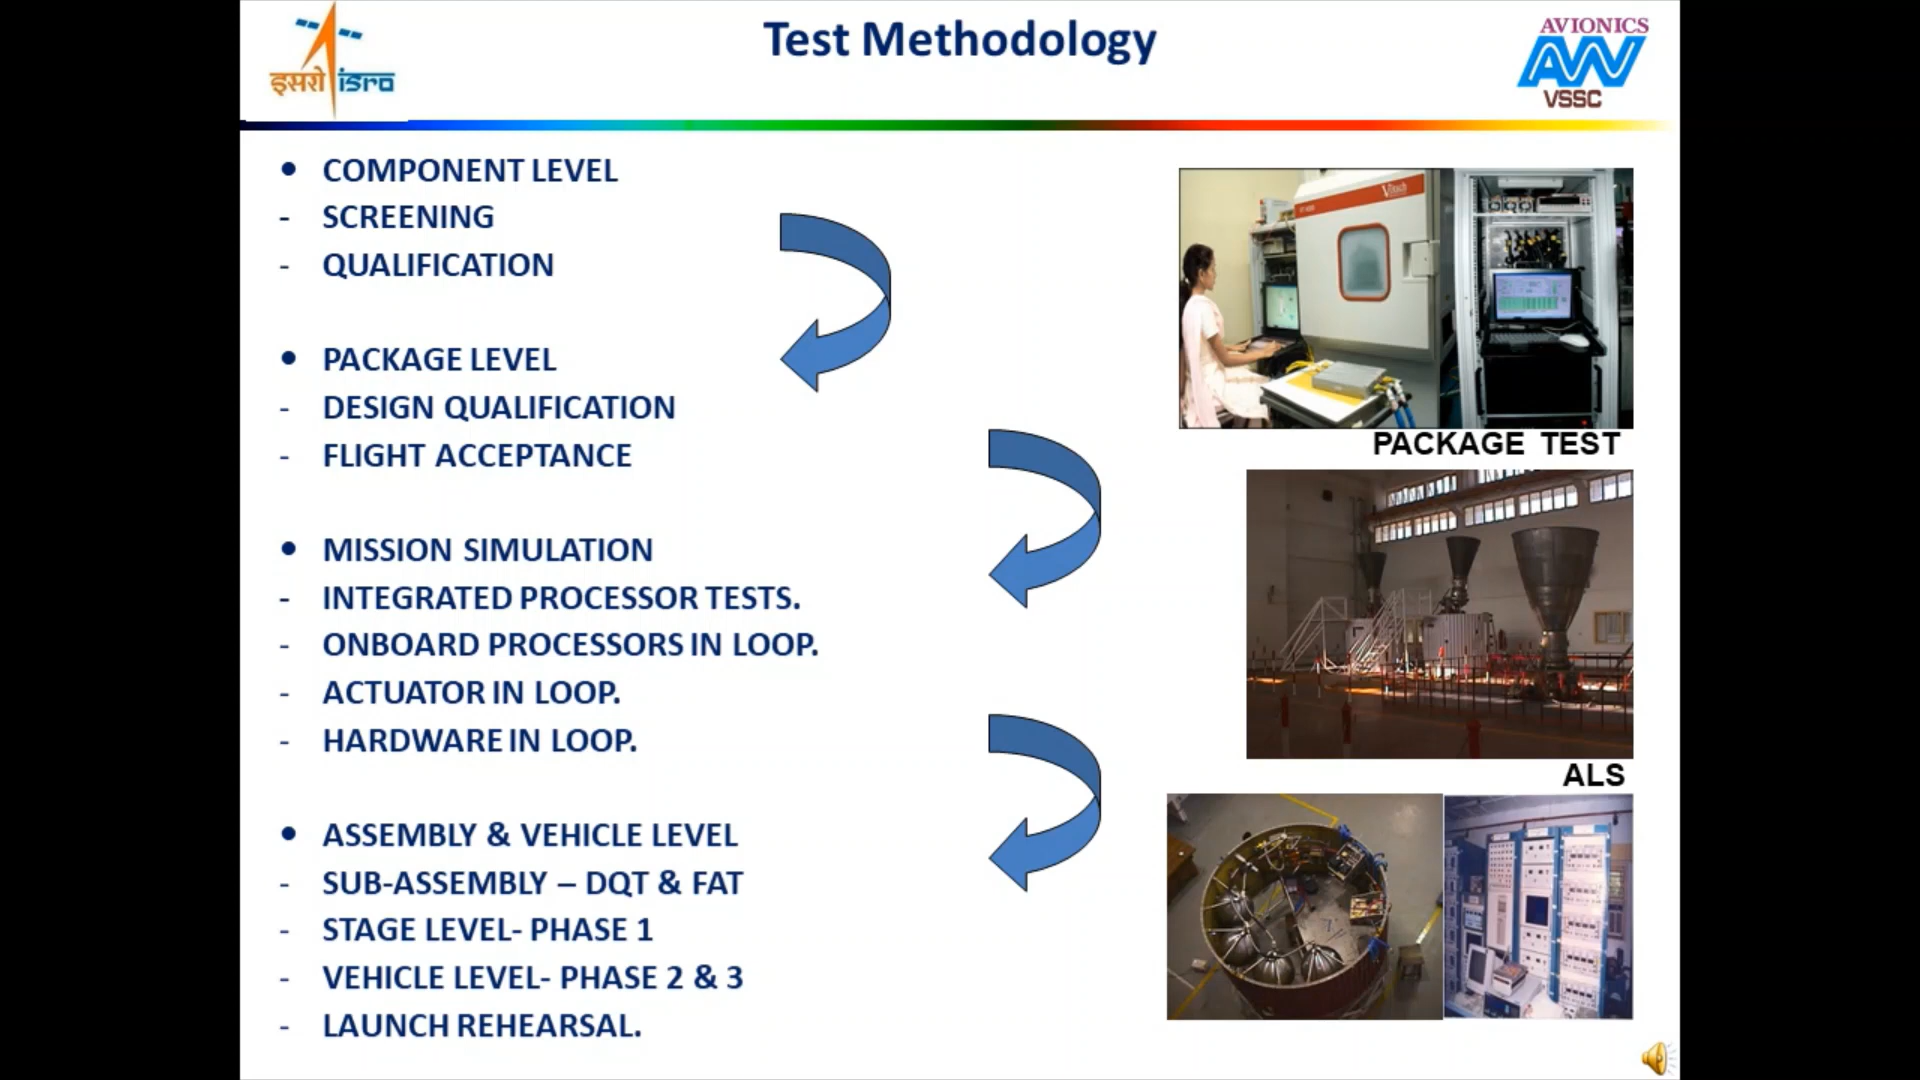 Test Methodology
इसरो isro
AVIONICS
AW
VSSC
• COMPONENT LEVEL
- SCREENING
- QUALIFICATION
• PACKAGE LEVEL
- DESIGN QUALIFICATION
- FLIGHT ACCEPTANCE
• MISSION SIMULATION
- INTEGRATED PROCESSOR TESTS.
- ONBOARD PROCESSORS IN LOOP.
- ACTUATOR IN LOOP.
- HARDWARE IN LOOP.
• ASSEMBLY & VEHICLE LEVEL
- SUB-ASSEMBLY – DQT & FAT
- STAGE LEVEL- PHASE 1
- VEHICLE LEVEL- PHASE 2 & 3
- LAUNCH REHEARSAL.
PACKAGE TEST
ALS